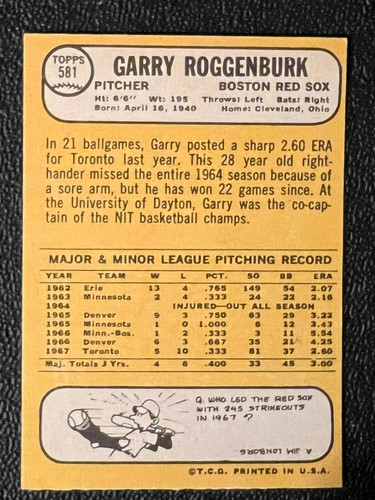 TOPPS
581
GARRY ROGGENBURK
PITCHER BOSTON RED SOX
Ht: 6'6" Wt: 195 Throws: Left Bats: Right
Born: April 16, 1940 Home: Cleveland, Ohio
In 21 ballgames, Garry posted a sharp 2.60 ERA
for Toronto last year. This 28 year old right-
hander missed the entire 1964 season because of
a sore arm, but he has won 22 games since. At
the University of Dayton, Garry was the co-cap-
tain of the NIT basketball champs.
MAJOR & MINOR LEAGUE PITCHING RECORD
YEAR TEAM W L PCT. SO BB ERA
1962 Erie 13 4 .765 149 54 2.07
1963 Minnesota 2 4 .333 24 22 2.16
1964 INJURED—OUT ALL SEASON
1965 Denver 9 3 .750 63 29 3.22
1965 Minnesota 1 0 1.000 6 12 3.43
1966 Minn.-Bos. 1 2 .333 3 11 5.54
1966 Denver 6 3 .667 35 21 4.25
1967 Toronto 5 10 .333 81 37 2.60
Maj. Totals 3 Yrs. 4 6 .400 33 45 3.00
Q. WHO LED THE RED SOX
WITH 245 STRIKEOUTS
IN 1967?
A JIM LONBORG
©T.C.G. PRINTED IN U.S.A.